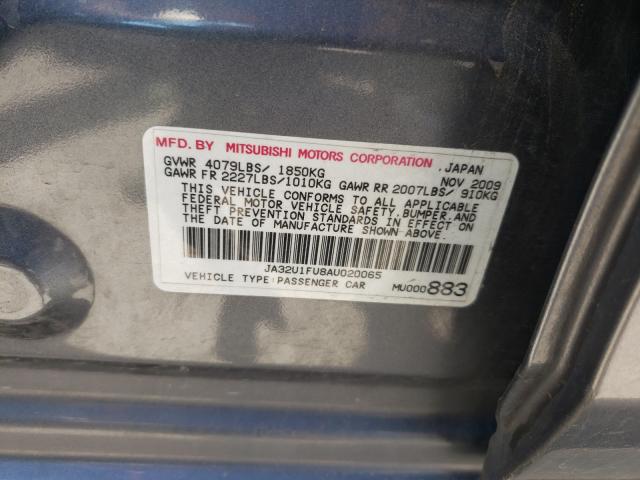 MFD. BY MITSUBISHI MOTORS CORPORATION , JAPAN
GVWR 4079LBS/ 1850KG NOV 2009
GAWR FR 2227LBS/1010KG GAWR RR 2007LBS/ 910KG
THIS VEHICLE CONFORMS TO ALL APPLICABLE
FEDERAL MOTOR VEHICLE SAFETY,BUMPER,AND
THEFT PREVENTION STANDARDS IN EFFECT ON
THE DATE OF MANUFACTURE SHOWN ABOVE.
JA32U1FU8AU020065
VEHICLE TYPE:PASSENGER CAR MU000883